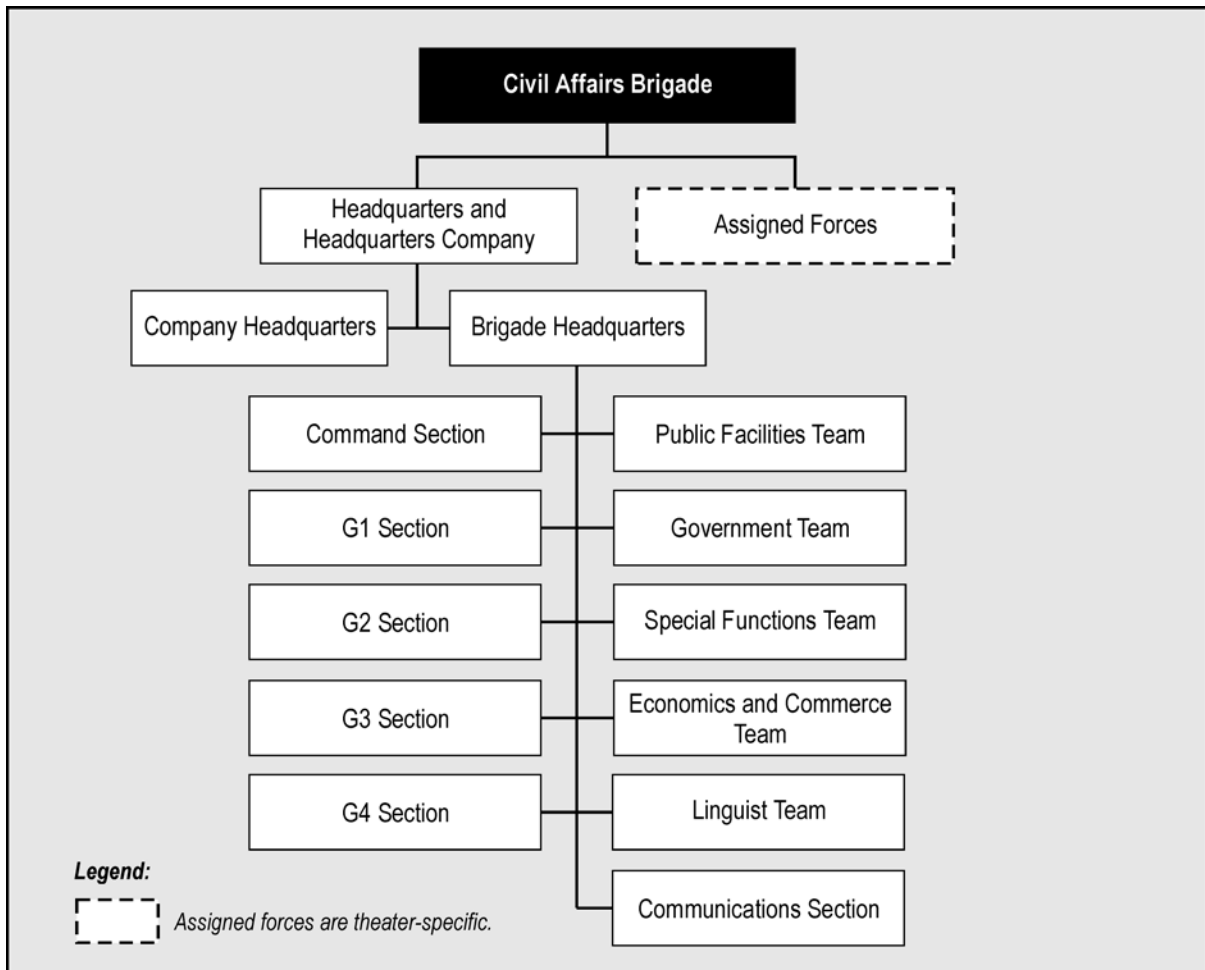 Civil Affairs Brigade
Headquarters and
Headquarters Company
Assigned Forces
Company Headquarters
Brigade Headquarters
Command Section
Public Facilities Team
G1 Section
Government Team
G2 Section
Special Functions Team
G3 Section
Economics and Commerce
Team
G4 Section
Linguist Team
Communications Section
Legend:
Assigned forces are theater-specific.